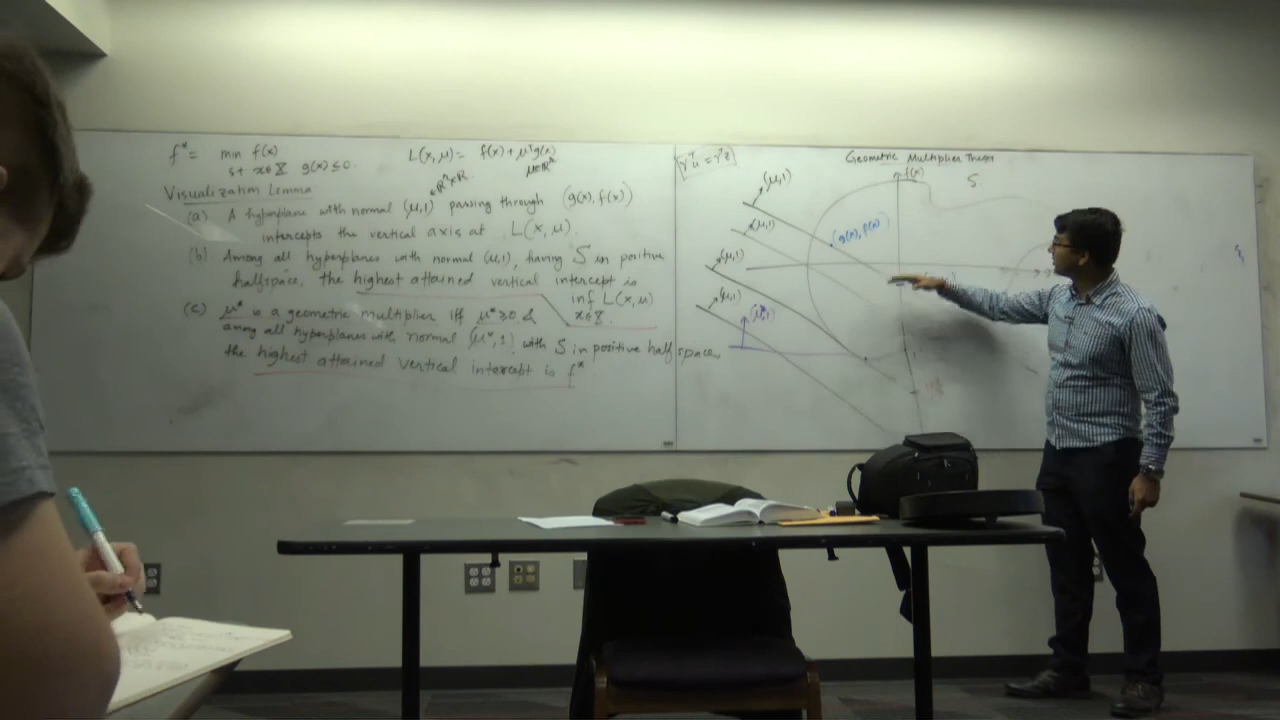 f* = min f(x)
s.t x∈X g(x) ≤ 0.
L(x, μ) = f(x) + μᵀg(x)
μ∈ℝʳ
Visualization Lemma
(a) A hyperplane with normal (μ,1) passing through (g(x), f(x))
intercepts the vertical axis at L(x, μ).
(b) Among all hyperplanes with normal (μ,1), having S in positive
halfspace, the highest attained vertical intercept is
inf L(x, μ)
x∈X.
(c) μ* is a geometric multiplier iff μ* ≥ 0 &
among all hyperplanes with normal (μ*, 1) with S in positive half space,
the highest attained vertical intercept is f*
Geometric Multiplier
f(x)
S
(μ,1)
(μ,1)
(g(x), f(x))
(μ,1)
(μ,1)
(μ*,1)